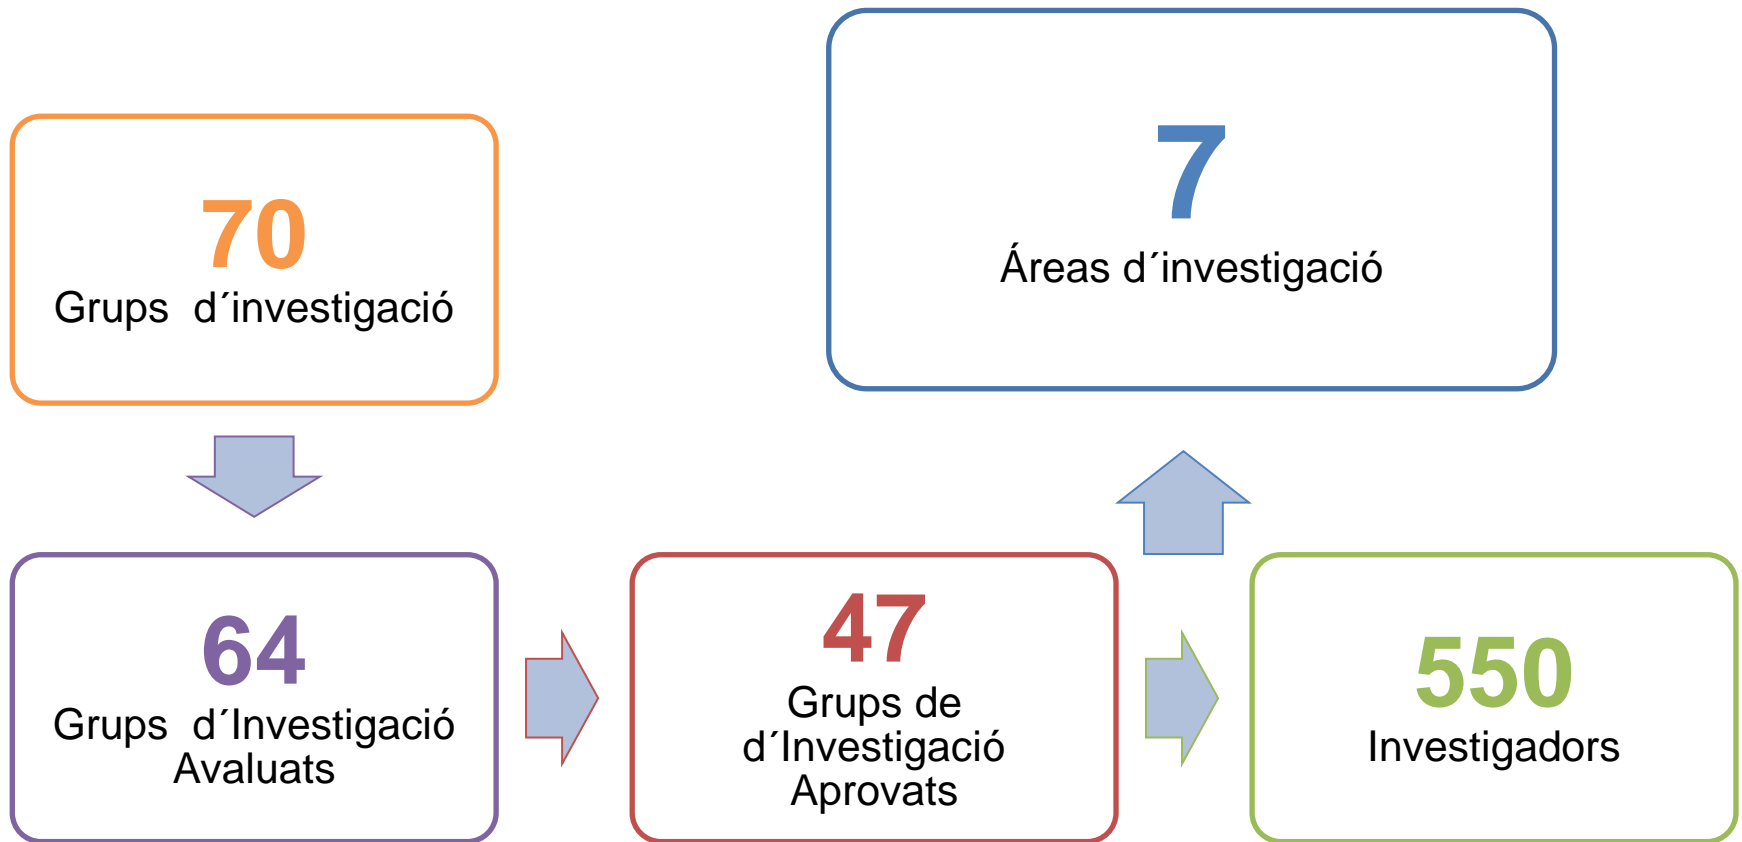 70
Grups d´investigació
7
Áreas d´investigació
64
Grups d´Investigació
Avaluats
47
Grups de
d´Investigació
Aprovats
550
Investigadors